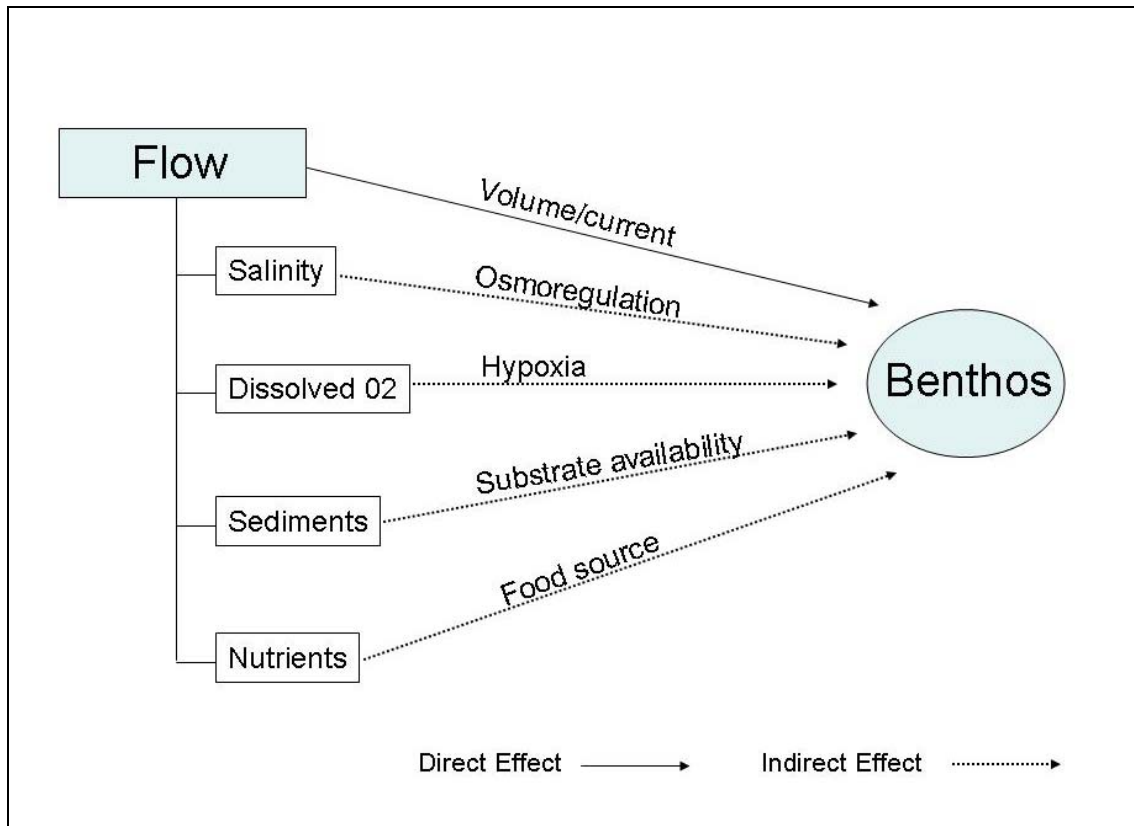 Flow
Volume/current
Salinity
Osmoregulation
Dissolved 02
Hypoxia
Benthos
Sediments
Substrate availability
Nutrients
Food source
Direct Effect
Indirect Effect